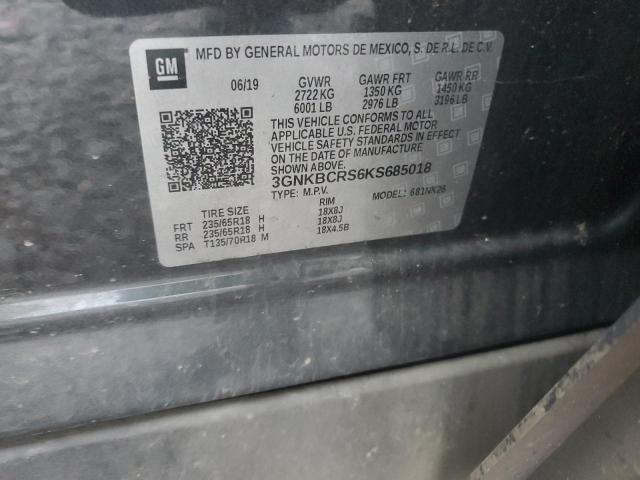 GM
MFD BY GENERAL MOTORS DE MEXICO, S. DE R.L. DE C.V.
06/19 GVWR GAWR FRT GAWR RR
2722 KG 1350 KG 1450 KG
6001 LB 2976 LB 3196 LB
THIS VEHICLE CONFORMS TO ALL
APPLICABLE U.S. FEDERAL MOTOR
VEHICLE SAFETY STANDARDS IN EFFECT
ON THE DATE OF MANUFACTURE
SHOWN ABOVE.
3GNKBCRS6KS685018
TYPE: M.P.V. MODEL: 681NK26
TIRE SIZE RIM
FRT 235/65R18 H 18X8J
RR 235/65R18 H 18X8J
SPA T135/70R18 M 18X4.5B